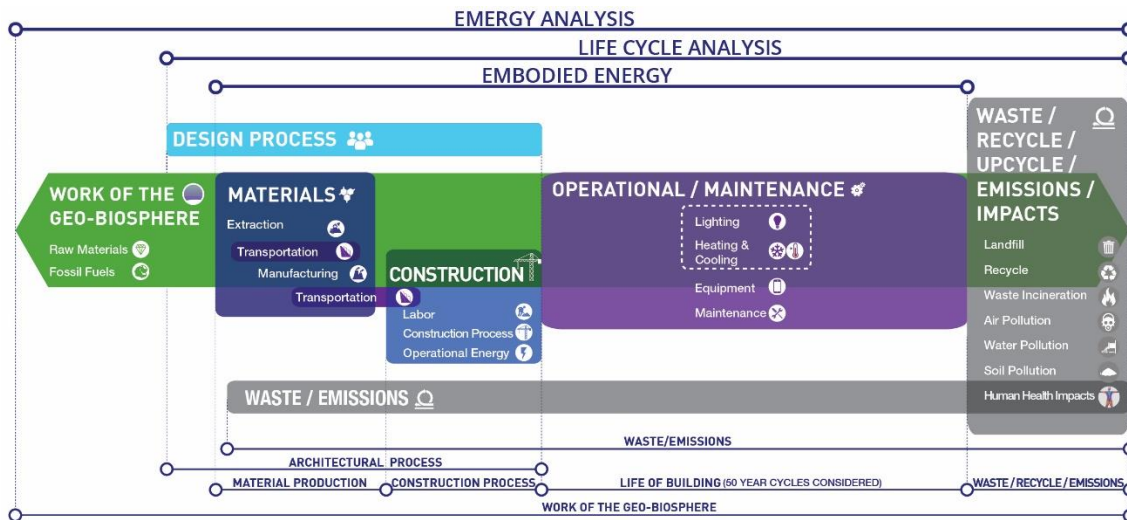 EMERGY ANALYSIS
LIFE CYCLE ANALYSIS
EMBODIED ENERGY
DESIGN PROCESS
WORK OF THE
GEO-BIOSPHERE
Raw Materials
Fossil Fuels
MATERIALS
Extraction
Transportation
Manufacturing
Transportation
CONSTRUCTION
Labor
Construction Process
Operational Energy
OPERATIONAL / MAINTENANCE
Lighting
Heating &
Cooling
Equipment
Maintenance
WASTE /
RECYCLE /
UPCYCLE /
EMISSIONS /
IMPACTS
Landfill
Recycle
Waste Incineration
Air Pollution
Water Pollution
Soil Pollution
Human Health Impacts
WASTE / EMISSIONS
WASTE/EMISSIONS
ARCHITECTURAL PROCESS
MATERIAL PRODUCTION
CONSTRUCTION PROCESS
LIFE OF BUILDING (50 YEAR CYCLES CONSIDERED)
WASTE / RECYCLE / EMISSIONS
WORK OF THE GEO-BIOSPHERE